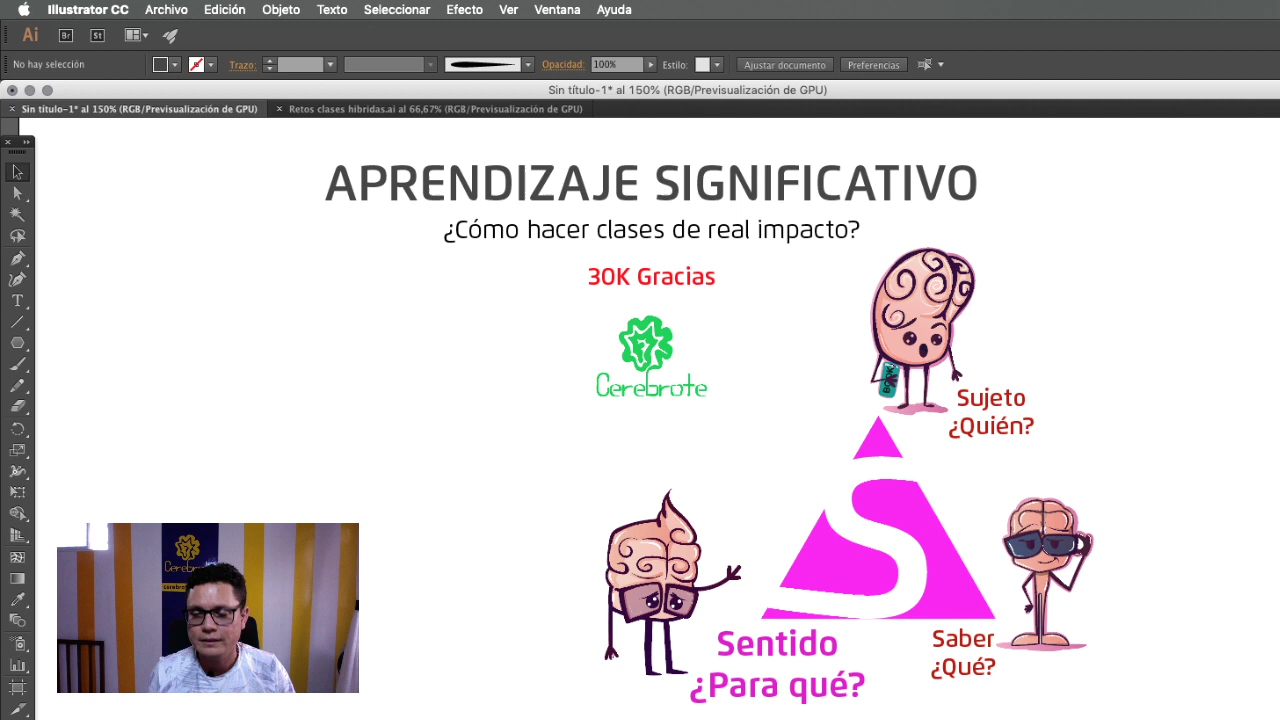 Illustrator CC Archivo Edición Objeto Texto Seleccionar Efecto Ver Ventana Ayuda
Ai Br St
No hay selección Trazo: Opacidad: 100% Estilo: Ajustar documento Preferencias
Sin título-1* al 150% (RGB/Previsualización de GPU)
× Sin título-1* al 150% (RGB/Previsualización de GPU) × Retos clases hibridas.ai al 66,67% (RGB/Previsualización de GPU)
APRENDIZAJE SIGNIFICATIVO
¿Cómo hacer clases de real impacto?
30K Gracias
Cerebrote
Sujeto
¿Quién?
Sentido
¿Para qué?
Saber
¿Qué?